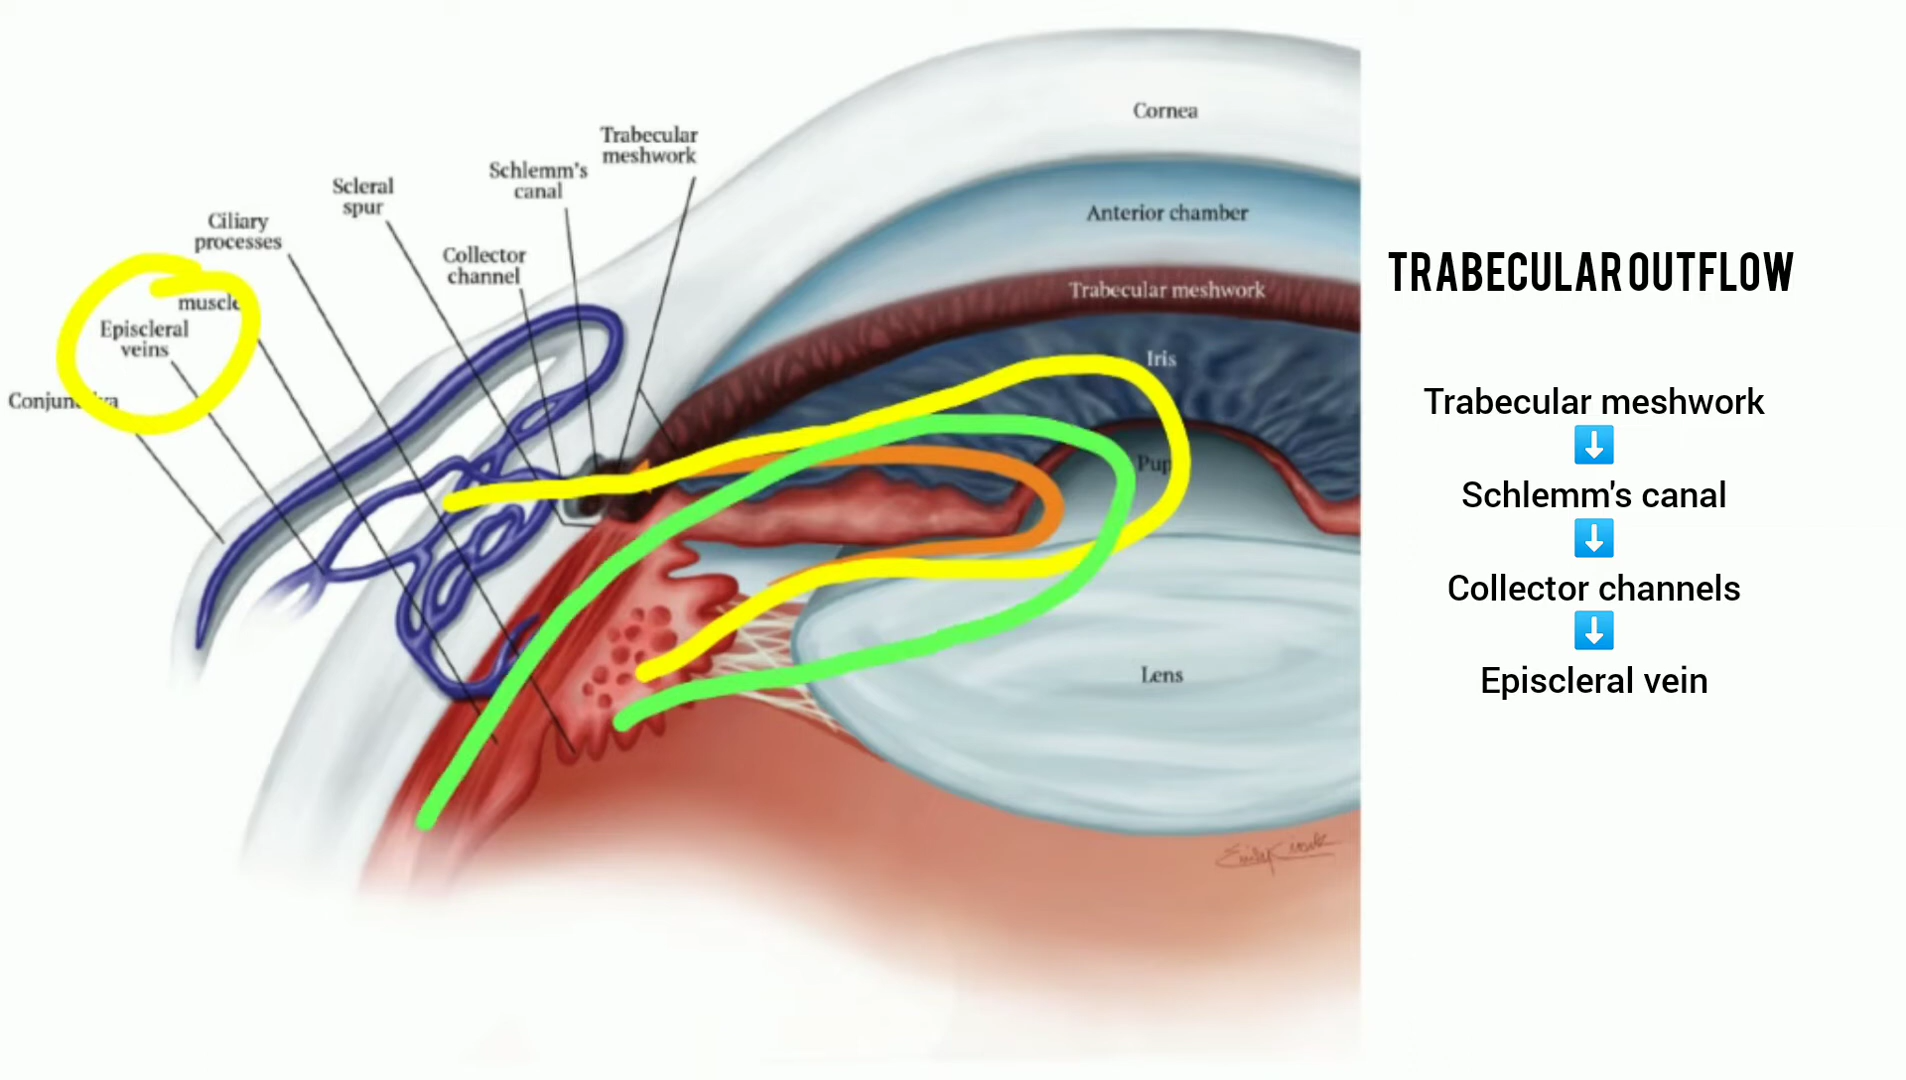 Cornea
Trabecular
meshwork
Schlemm's
canal
Scleral
spur
Ciliary
processes
Collector
channel
Anterior chamber
Trabecular meshwork
muscle
Episcleral
veins
Iris
Pup
Lens
TRABECULAR OUTFLOW
Trabecular meshwork
⬇
Schlemm's canal
⬇
Collector channels
⬇
Episcleral vein